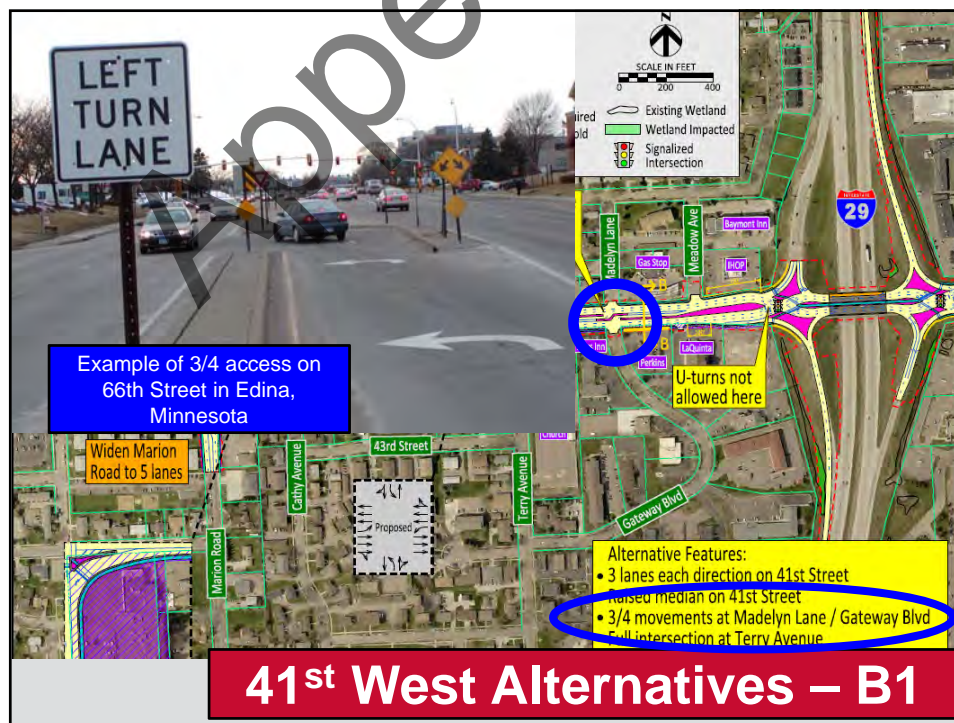 Appe
LEFT
TURN
LANE
Example of 3/4 access on
66th Street in Edina,
Minnesota
N
SCALE IN FEET
0 200 400
Existing Wetland
Wetland Impacted
Signalized
Intersection
INTERSTATE
29
Madelyn Lane
Meadow Ave
Baymont Inn
Gas Stop
IHOP
B
B
Inn
Perkins
LaQuinta
U-turns not
allowed here
Widen Marion
Road to 5 lanes
Cathy Avenue
43rd Street
Church
Terry Avenue
Proposed
Marion Road
Gateway Blvd
Alternative Features:
• 3 lanes each direction on 41st Street
Raised median on 41st Street
• 3/4 movements at Madelyn Lane / Gateway Blvd
Full intersection at Terry Avenue
41st West Alternatives – B1